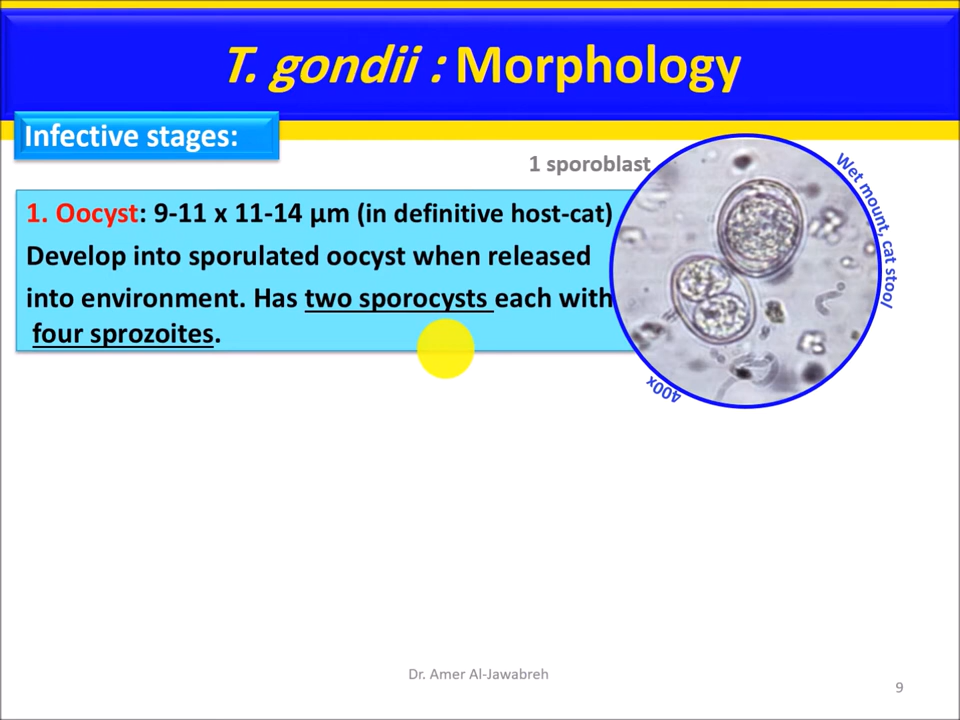 T. gondii : Morphology
Infective stages:
1 sporoblast
1. Oocyst: 9-11 x 11-14 µm (in definitive host-cat)
Develop into sporulated oocyst when released
into environment. Has two sporocysts each with
four sprozoites.
Wet mount, cat stool
400x
Dr. Amer Al-Jawabreh
9